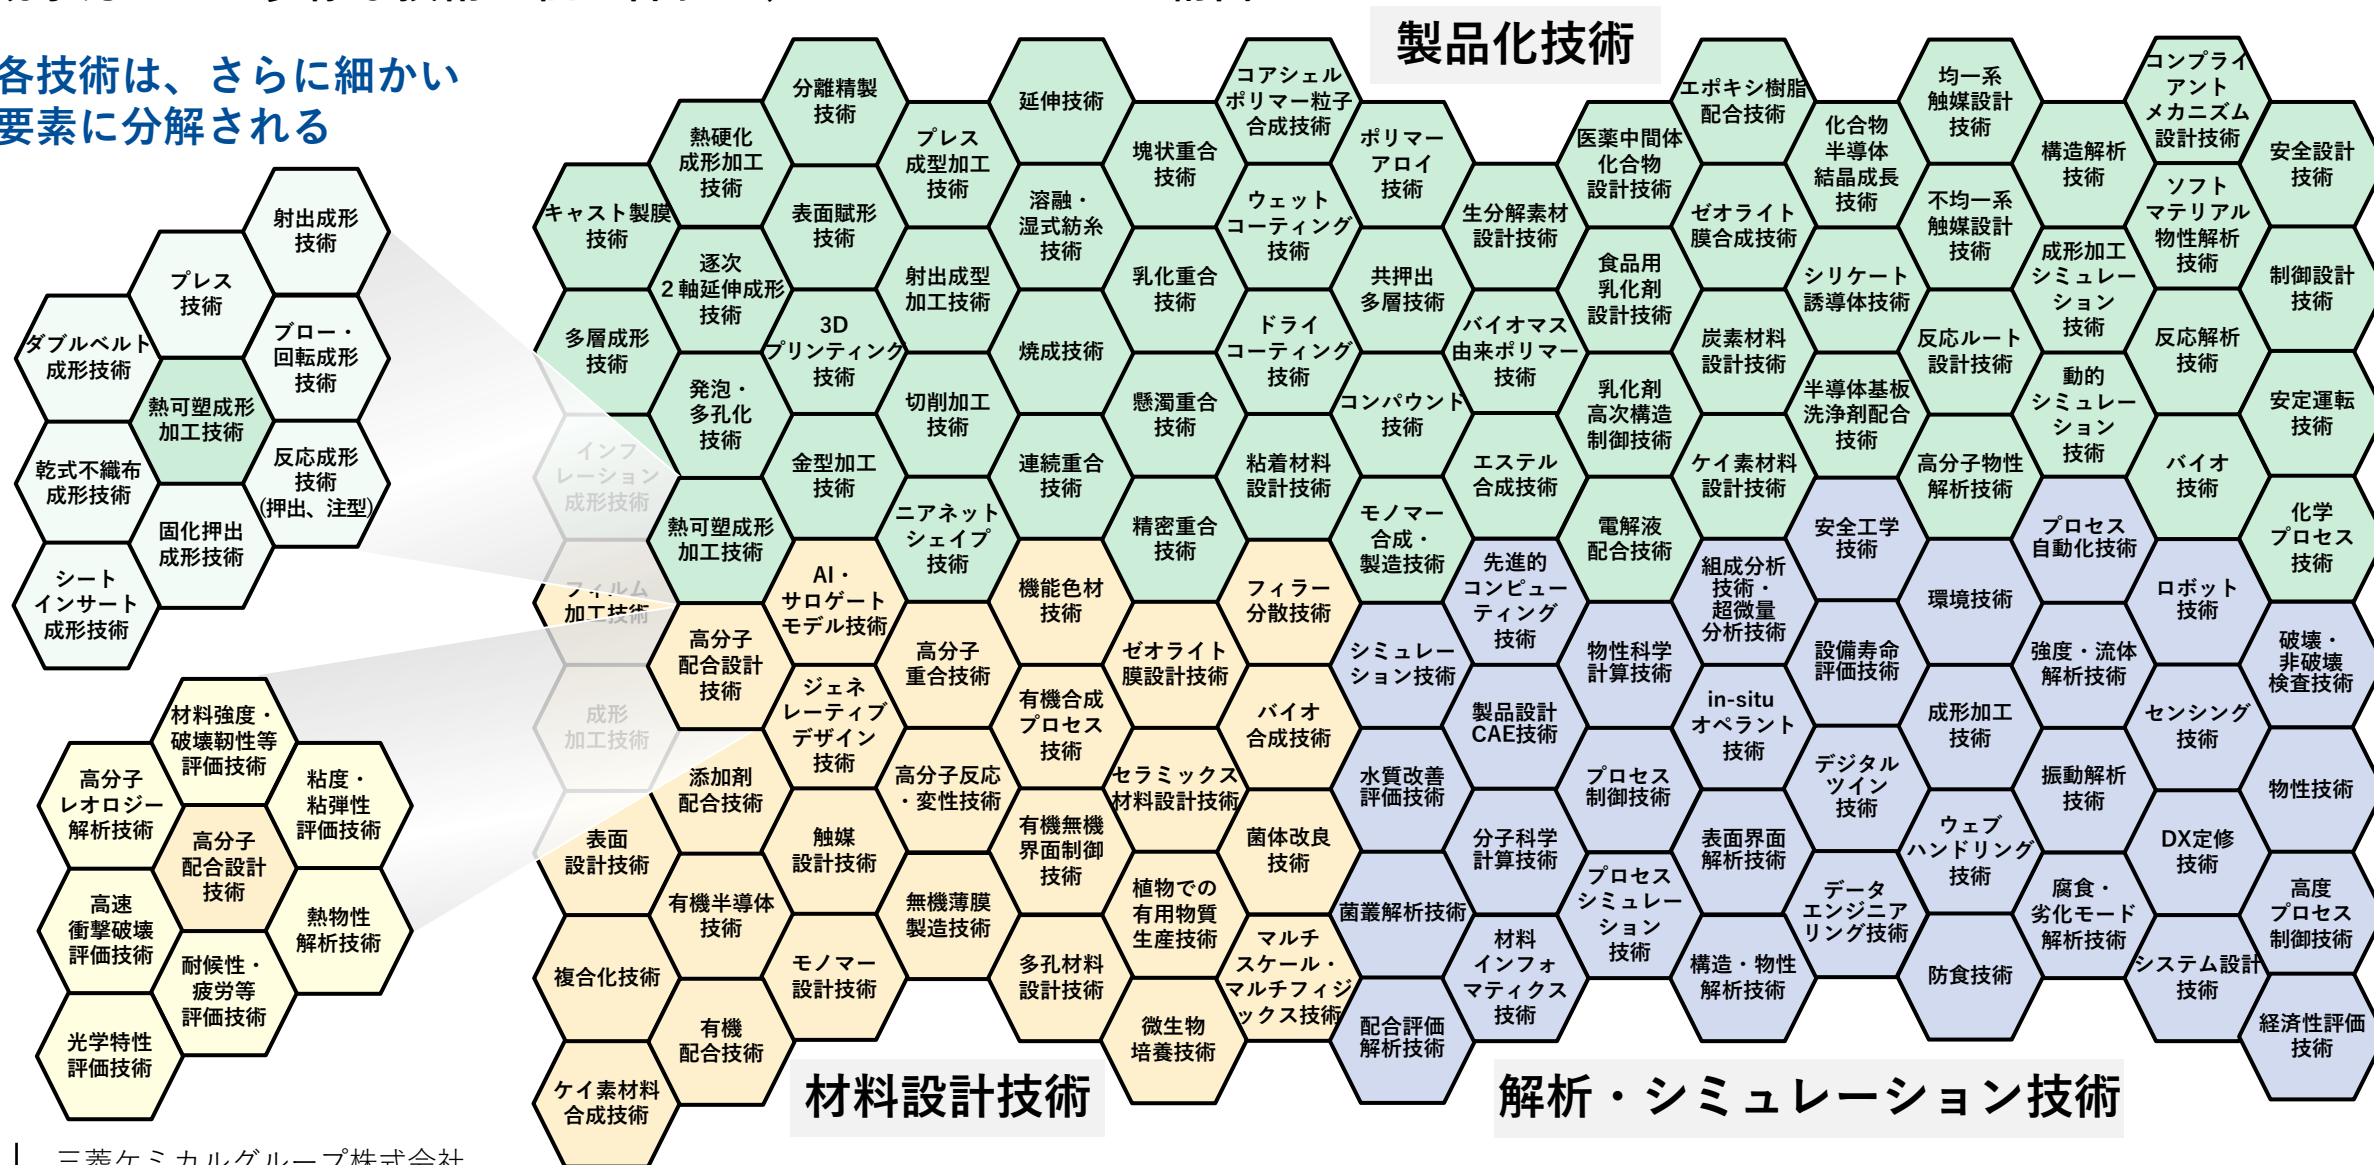 製品化技術
各技術は、さらに細かい
要素に分解される
射出成形
技術
プレス
技術
ダブルベルト
成形技術
ブロー・
回転成形
技術
熱可塑成形
加工技術
乾式不織布
成形技術
反応成形
技術
(押出、注型)
固化押出
成形技術
シート
インサート
成形技術
材料強度・
破壊靭性等
評価技術
高分子
レオロジー
解析技術
粘度・
粘弾性
評価技術
高分子
配合設計
技術
高速
衝撃破壊
評価技術
熱物性
解析技術
耐候性・
疲労等
評価技術
光学特性
評価技術
キャスト製膜
技術
多層成形
技術
インフ
レーション
成形技術
フィルム
加工技術
成形
加工技術
表面
設計技術
複合化技術
ケイ素材料
合成技術
熱硬化
成形加工
技術
逐次
2軸延伸成形
技術
発泡・
多孔化
技術
熱可塑成形
加工技術
高分子
配合設計
技術
添加剤
配合技術
有機半導体
技術
有機
配合技術
分離精製
技術
表面賦形
技術
3D
プリンティング
技術
金型加工
技術
AI・
サロゲート
モデル技術
ジェネ
レーティブ
デザイン
技術
触媒
設計技術
モノマー
設計技術
プレス
成型加工
技術
射出成型
加工技術
切削加工
技術
ニアネット
シェイプ
技術
高分子
重合技術
高分子反応
・変性技術
無機薄膜
製造技術
延伸技術
溶融・
湿式紡糸
技術
焼成技術
連続重合
技術
機能色材
技術
有機合成
プロセス
技術
有機無機
界面制御
技術
多孔材料
設計技術
塊状重合
技術
乳化重合
技術
懸濁重合
技術
精密重合
技術
ゼオライト
膜設計技術
セラミックス
材料設計技術
植物での
有用物質
生産技術
微生物
培養技術
コアシェル
ポリマー粒子
合成技術
ウェット
コーティング
技術
ドライ
コーティング
技術
粘着材料
設計技術
フィラー
分散技術
バイオ
合成技術
菌体改良
技術
マルチ
スケール・
マルチフィジ
ックス技術
ポリマー
アロイ
技術
共押出
多層技術
コンパウンド
技術
モノマー
合成・
製造技術
シミュレー
ション技術
水質改善
評価技術
菌叢解析技術
配合評価
解析技術
生分解素材
設計技術
バイオマス
由来ポリマー
技術
エステル
合成技術
先進的
コンピュー
ティング
技術
製品設計
CAE技術
分子科学
計算技術
材料
インフォ
マティクス
技術
医薬中間体
化合物
設計技術
食品用
乳化剤
設計技術
乳化剤
高次構造
制御技術
電解液
配合技術
物性科学
計算技術
プロセス
制御技術
プロセス
シミュレー
ション
技術
エポキシ樹脂
配合技術
ゼオライト
膜合成技術
炭素材料
設計技術
ケイ素材料
設計技術
組成分析
技術・
超微量
分析技術
in-situ
オペラント
技術
表面界面
解析技術
構造・物性
解析技術
化合物
半導体
結晶成長
技術
シリケート
誘導体技術
半導体基板
洗浄剤配合
技術
安全工学
技術
設備寿命
評価技術
デジタル
ツイン
技術
データ
エンジニア
リング技術
均一系
触媒設計
技術
不均一系
触媒設計
技術
反応ルート
設計技術
高分子物性
解析技術
環境技術
成形加工
技術
ウェブ
ハンドリング
技術
防食技術
構造解析
技術
成形加工
シミュレー
ション
技術
動的
シミュレー
ション
技術
プロセス
自動化技術
強度・流体
解析技術
振動解析
技術
腐食・
劣化モード
解析技術
コンプライ
アント
メカニズム
設計技術
ソフト
マテリアル
物性解析
技術
反応解析
技術
バイオ
技術
ロボット
技術
センシング
技術
DX定修
技術
システム設計
技術
安全設計
技術
制御設計
技術
安定運転
技術
化学
プロセス
技術
破壊・
非破壊
検査技術
物性技術
高度
プロセス
制御技術
経済性評価
技術
材料設計技術
解析・シミュレーション技術
三菱ケミカルグループ株式会社